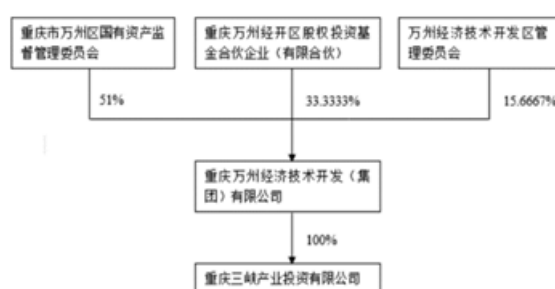 重庆市万州区国有资产监
督管理委员会
重庆万州经开区股权投资基
金合伙企业（有限合伙）
万州经济技术开发区管
理委员会
51%
33.3333%
15.6667%
重庆万州经济技术开发（集
团）有限公司
100%
重庆三峡产业投资有限公司